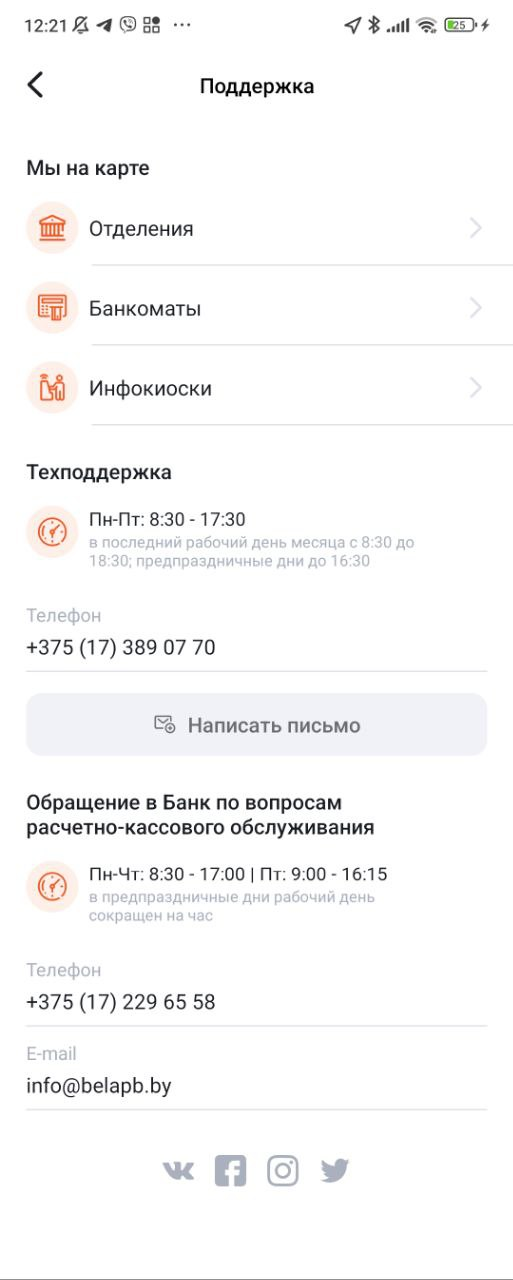 12:21
25
Поддержка
Мы на карте
Отделения
Банкоматы
Инфокиоски
Техподдержка
Пн-Пт: 8:30 - 17:30
в последний рабочий день месяца с 8:30 до
18:30; предпраздничные дни до 16:30
Телефон
+375 (17) 389 07 70
Написать письмо
Обращение в Банк по вопросам
расчетно-кассового обслуживания
Пн-Чт: 8:30 - 17:00 | Пт: 9:00 - 16:15
в предпраздничные дни рабочий день
сокращен на час
Телефон
+375 (17) 229 65 58
E-mail
info@belapb.by